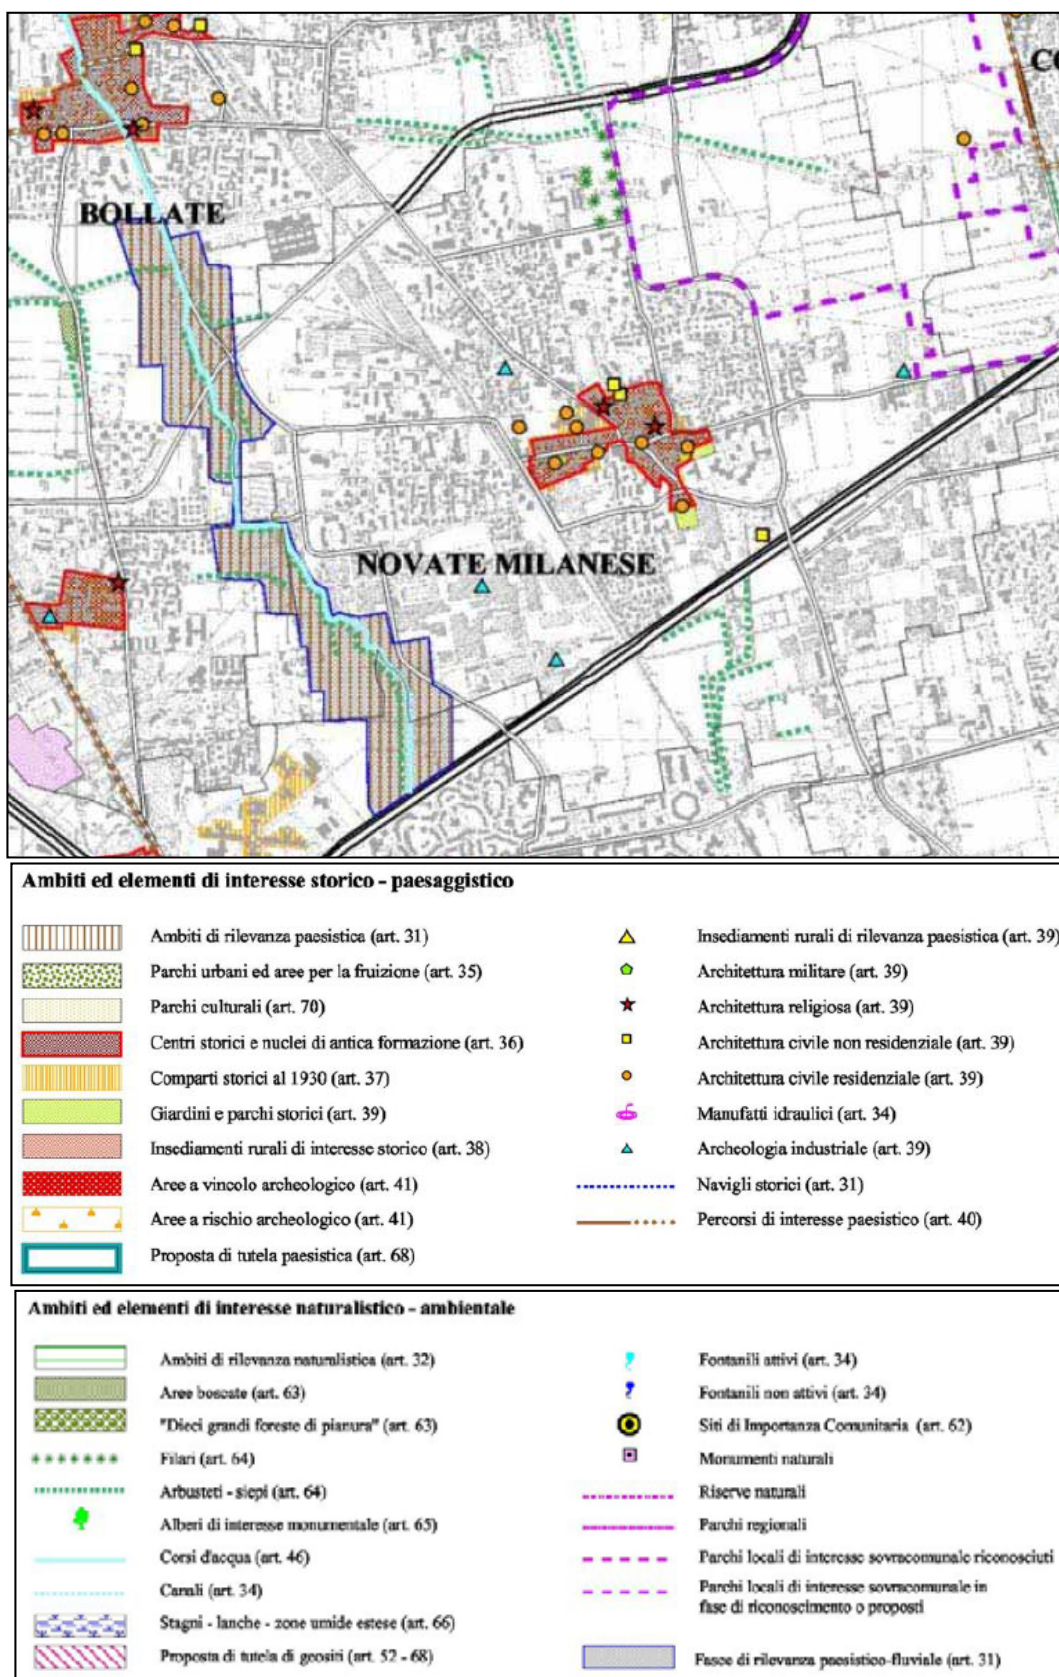 CO
BOLLATE
NOVATE MILANESE
Ambiti ed elementi di interesse storico - paesaggistico
Ambiti di rilevanza paesistica (art. 31)
Parchi urbani ed aree per la fruizione (art. 35)
Parchi culturali (art. 70)
Centri storici e nuclei di antica formazione (art. 36)
Comparti storici al 1930 (art. 37)
Giardini e parchi storici (art. 39)
Insediamenti rurali di interesse storico (art. 38)
Aree a vincolo archeologico (art. 41)
Aree a rischio archeologico (art. 41)
Proposta di tutela paesistica (art. 68)
Insediamenti rurali di rilevanza paesistica (art. 39)
Architettura militare (art. 39)
Architettura religiosa (art. 39)
Architettura civile non residenziale (art. 39)
Architettura civile residenziale (art. 39)
Manufatti idraulici (art. 34)
Archeologia industriale (art. 39)
Navigli storici (art. 31)
Percorsi di interesse paesistico (art. 40)
Ambiti ed elementi di interesse naturalistico - ambientale
Ambiti di rilevanza naturalistica (art. 32)
Aree boscate (art. 63)
"Dieci grandi foreste di pianura" (art. 63)
Filari (art. 64)
Arbusteti - siepi (art. 64)
Alberi di interesse monumentale (art. 65)
Corsi d'acqua (art. 46)
Canali (art. 34)
Stagni - lanche - zone umide estese (art. 66)
Proposta di tutela di geositi (art. 52 - 68)
Fontanili attivi (art. 34)
Fontanili non attivi (art. 34)
Siti di Importanza Comunitaria (art. 62)
Monumenti naturali
Riserve naturali
Parchi regionali
Parchi locali di interesse sovracomunale riconosciuti
Parchi locali di interesse sovracomunale in
fase di riconoscimento o proposti
Fasce di rilevanza paesistico-fluviale (art. 31)